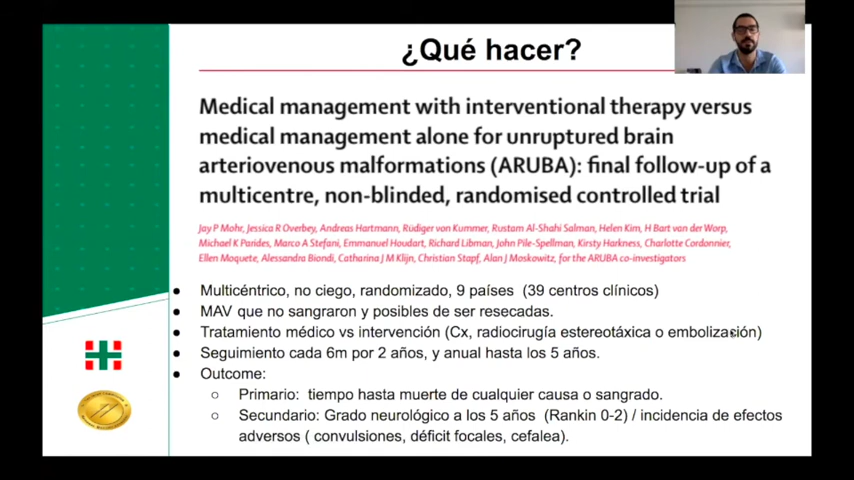 ¿Qué hacer?
Medical management with interventional therapy versus
medical management alone for unruptured brain
arteriovenous malformations (ARUBA): final follow-up of a
multicentre, non-blinded, randomised controlled trial
Jay P Mohr, Jessica R Overbey, Andreas Hartmann, Rüdiger von Kummer, Rustam Al-Shahi Salman, Helen Kim, H Bart van der Worp,
Michael K Parides, Marco A Stefani, Emmanuel Houdart, Richard Libman, John Pile-Spellman, Kirsty Harkness, Charlotte Cordonnier,
Ellen Moquete, Alessandra Biondi, Catharina J M Klijn, Christian Stapf, Alan J Moskowitz, for the ARUBA co-investigators
● Multicéntrico, no ciego, randomizado, 9 países (39 centros clínicos)
● MAV que no sangraron y posibles de ser resecadas.
● Tratamiento médico vs intervención (Cx, radiocirugía estereotáxica o embolización)
● Seguimiento cada 6m por 2 años, y anual hasta los 5 años.
● Outcome:
○ Primario: tiempo hasta muerte de cualquier causa o sangrado.
○ Secundario: Grado neurológico a los 5 años (Rankin 0-2) / incidencia de efectos
adversos ( convulsiones, déficit focales, cefalea).